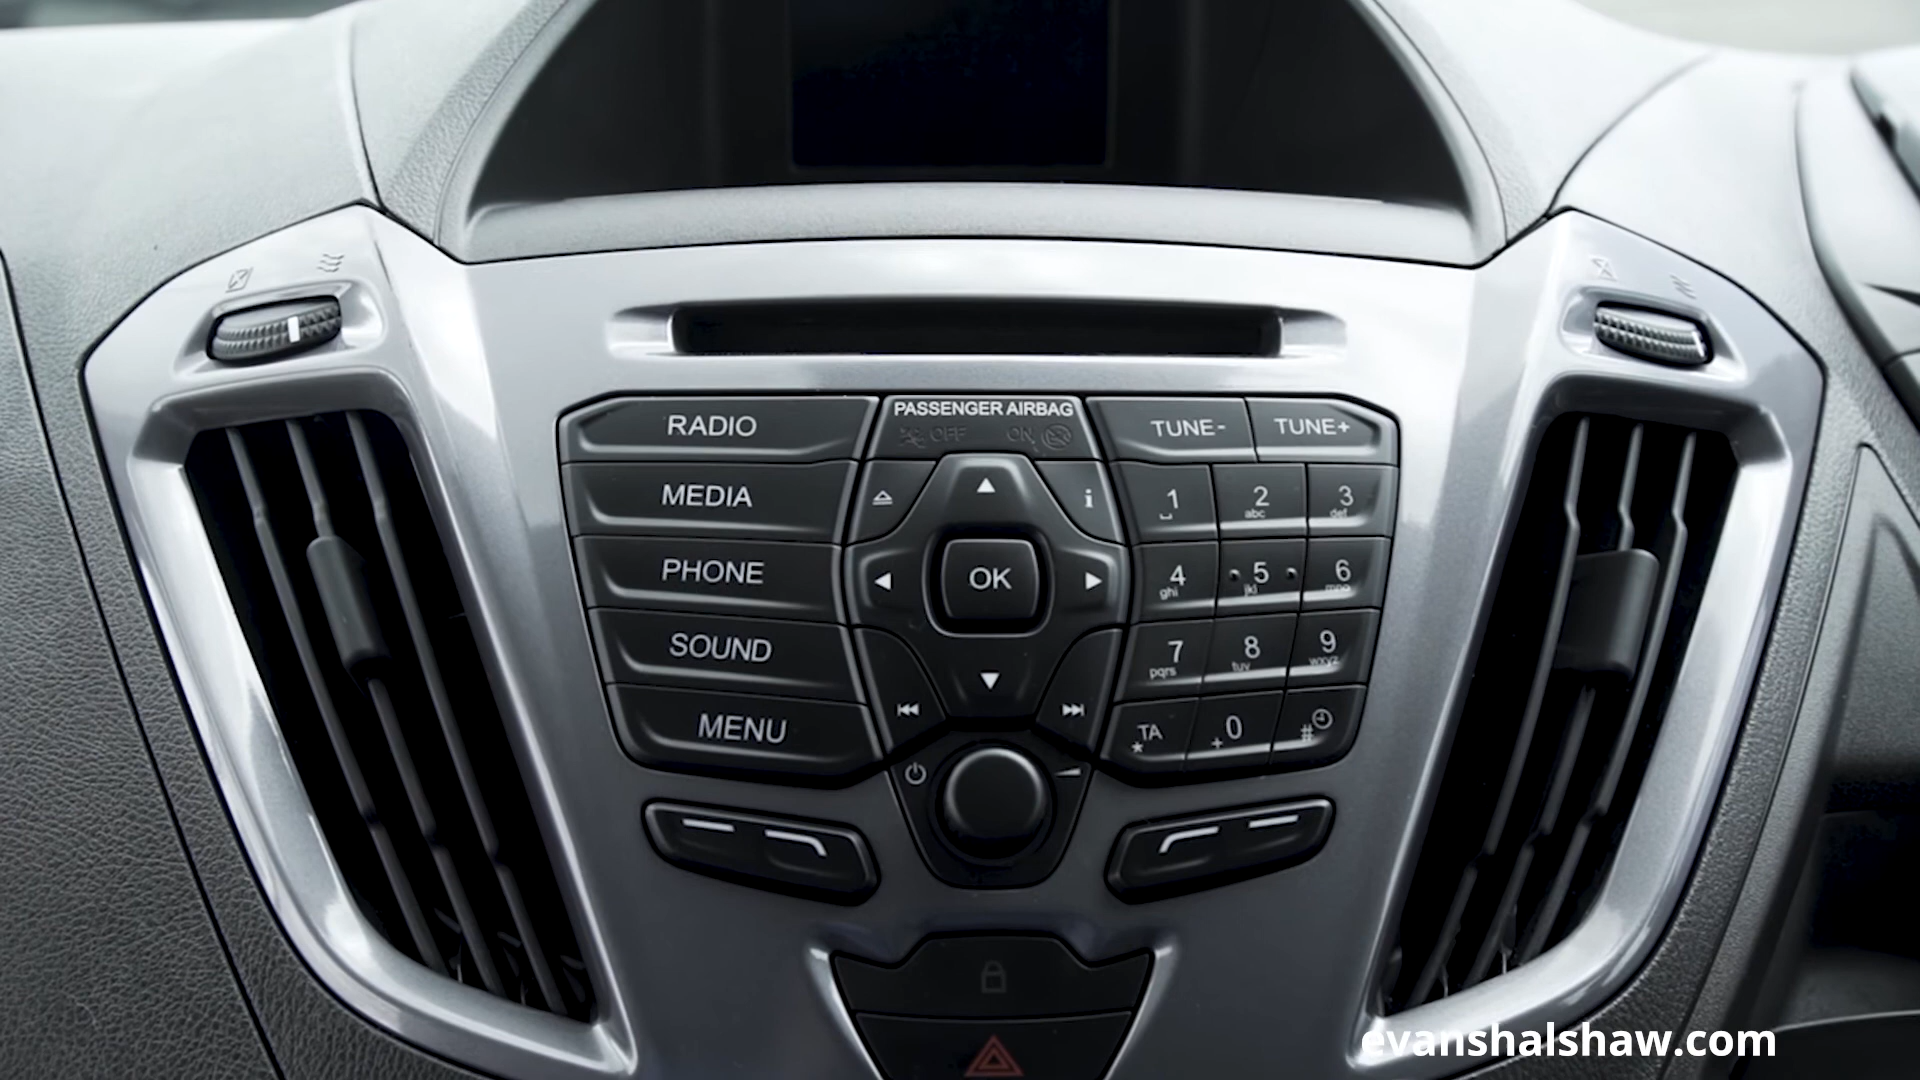 RADIO
MEDIA
PHONE
SOUND
MENU
PASSENGER AIRBAG
OFF ON
i
OK
TUNE- TUNE+
1 2 3
abc def
4 5 6
ghi jkl mno
7 8 9
pqrs tuv wxyz
TA 0 #
* +
evanshalshaw.com